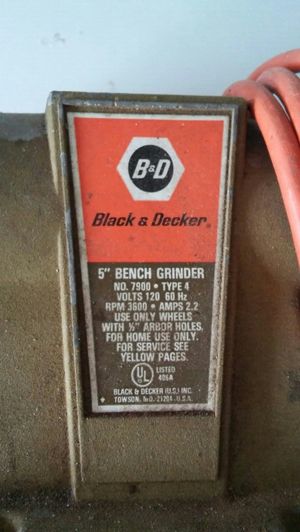 B&D
Black & Decker®
5" BENCH GRINDER
NO. 7900 • TYPE 4
VOLTS 120 60 Hz
RPM 3600 • AMPS 2.2
USE ONLY WHEELS
WITH ½" ARBOR HOLES.
FOR HOME USE ONLY.
FOR SERVICE SEE
YELLOW PAGES.
UL LISTED
406A
BLACK & DECKER (U.S.) INC.
TOWSON, MD. 21204 U.S.A.